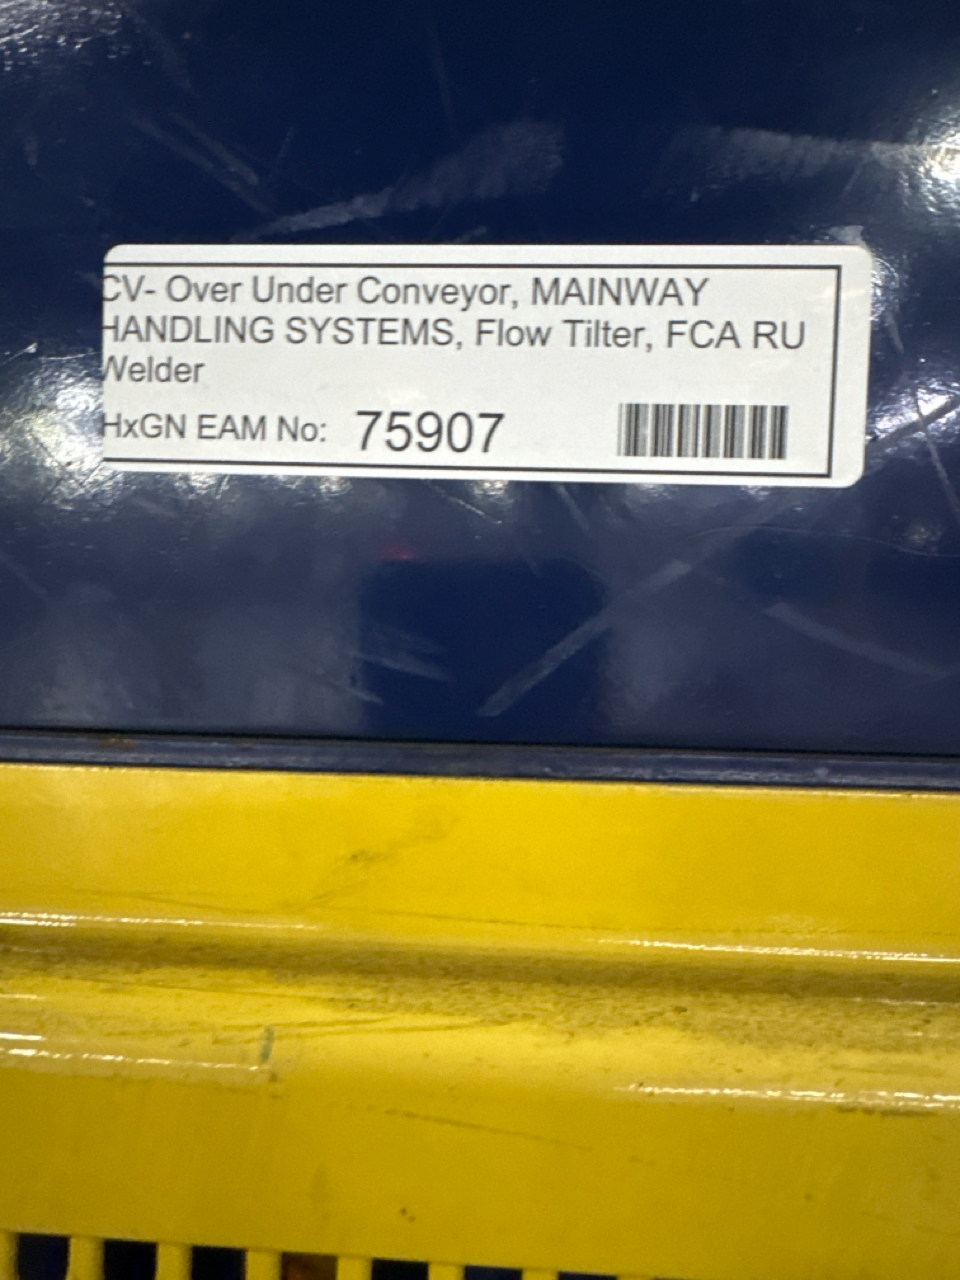 CV- Over Under Conveyor, MAINWAY
HANDLING SYSTEMS, Flow Tilter, FCA RU
Welder
HxGN EAM No: 75907